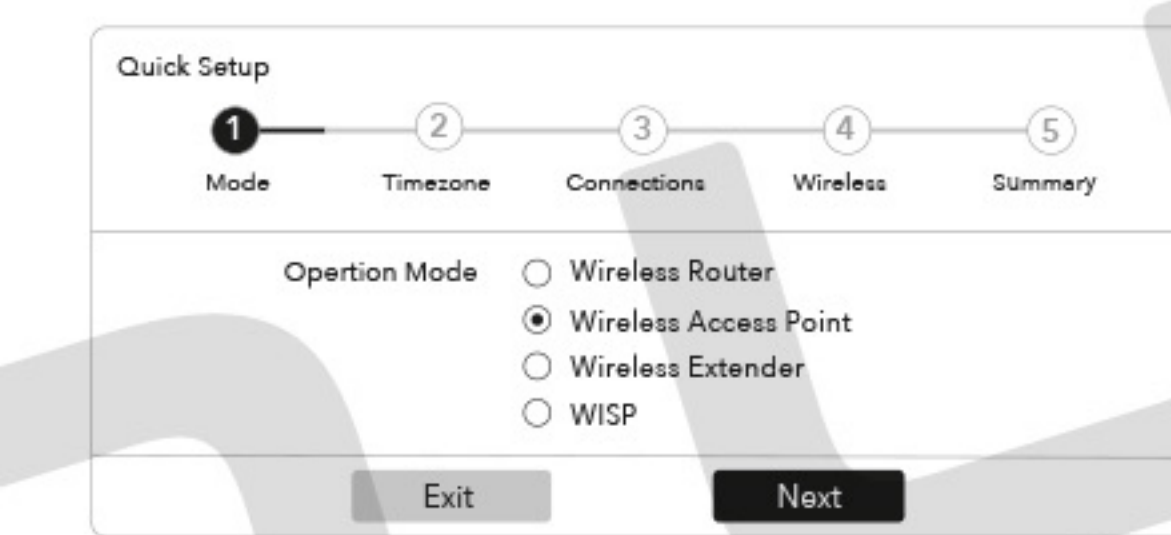 Quick Setup
1 2 3 4 5
Mode Timezone Connections Wireless Summary
Opertion Mode Wireless Router
Wireless Access Point
Wireless Extender
WISP
Exit Next